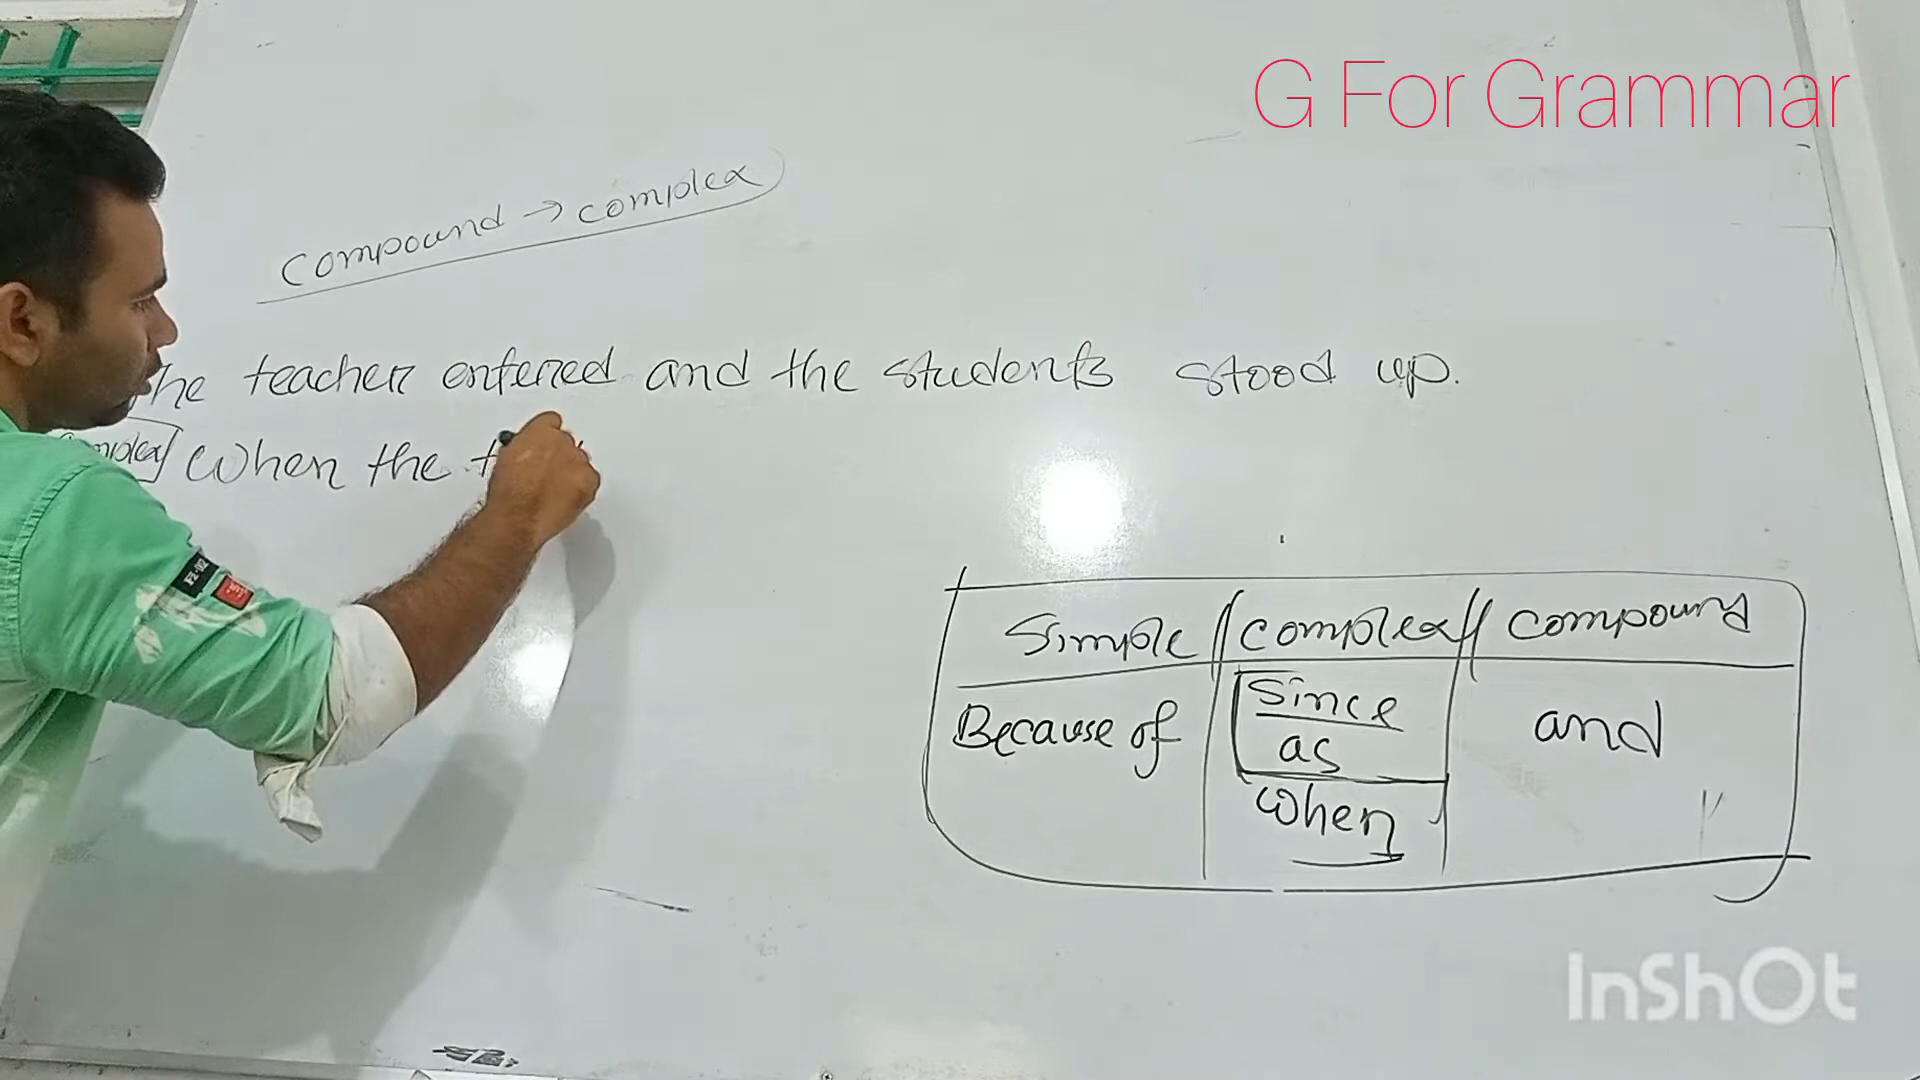 G For Grammar
Compound → complex
he teacher entered and the students stood up.
When the
Simple complex compound
Because of Since and
as
When
InShOt